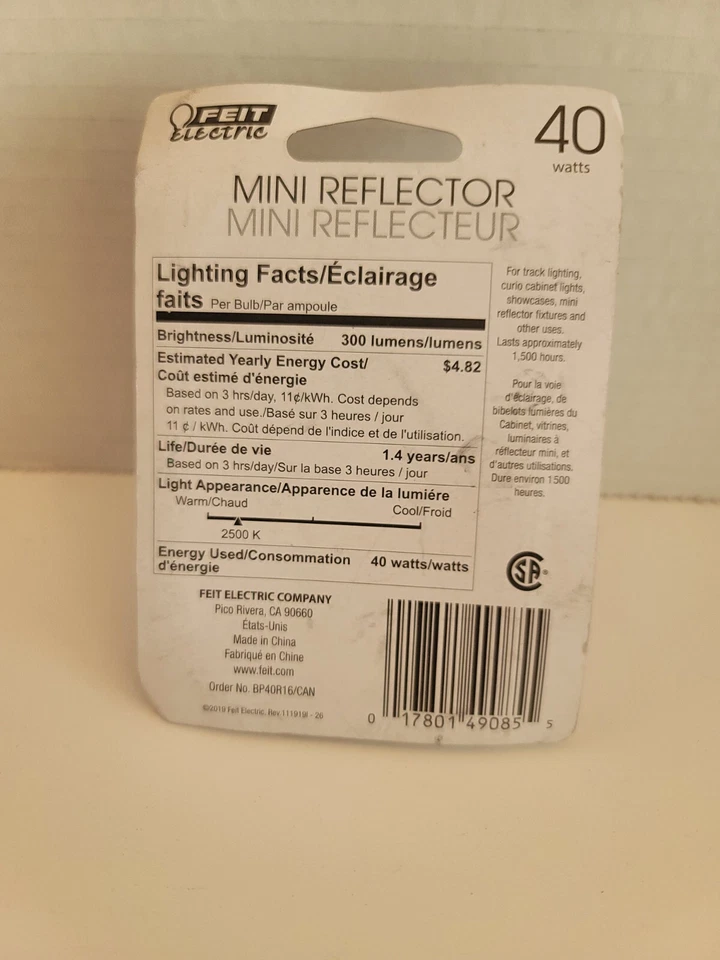 FEIT
ELECTRIC
40
watts
MINI REFLECTOR
MINI REFLECTEUR
Lighting Facts/Éclairage
faits Per Bulb/Par ampoule
Brightness/Luminosité 300 lumens/lumens
Estimated Yearly Energy Cost/ $4.82
Coût estimé d'énergie
Based on 3 hrs/day, 11¢/kWh. Cost depends
on rates and use./Basé sur 3 heures / jour
11 ¢ / kWh. Coût dépend de l'indice et de l'utilisation.
Life/Durée de vie 1.4 years/ans
Based on 3 hrs/day/Sur la base 3 heures / jour
Light Appearance/Apparence de la lumiére
Warm/Chaud Cool/Froid
2500 K
Energy Used/Consommation 40 watts/watts
d'énergie
For track lighting,
curio cabinet lights,
showcases, mini
reflector fixtures and
other uses.
Lasts approximately
1,500 hours.
Pour la voie
d'éclairage, de
bibelots lumières du
Cabinet, vitrines,
luminaires à
réflecteur mini, et
d'autres utilisations.
Dure environ 1500
heures.
FEIT ELECTRIC COMPANY
Pico Rivera, CA 90660
États-Unis
Made in China
Fabriqué en Chine
www.feit.com
Order No. BP40R16/CAN
©2019 Feit Electric. Rev.111919I - 26
SA®
0 17801 49085 5